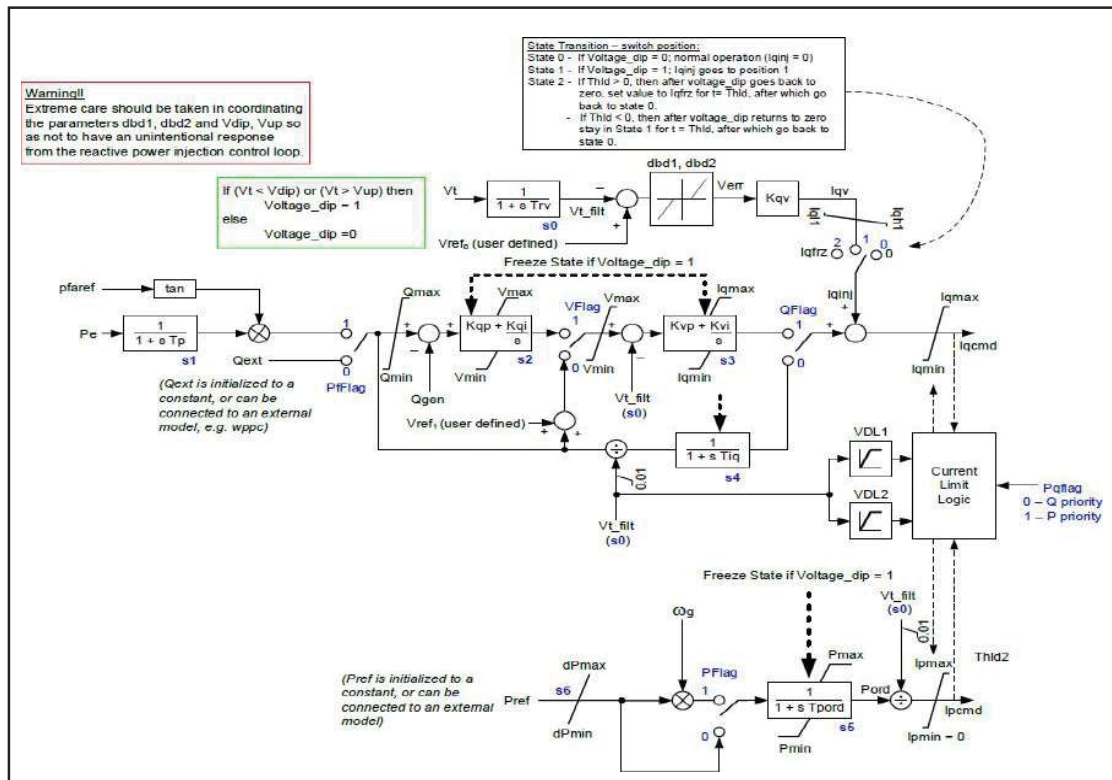 State Transition – switch position:
State 0 - If Voltage_dip = 0; normal operation (Iqinj = 0)
State 1 - If Voltage_dip = 1; Iqinj goes to position 1
State 2 - If Thld > 0, then after voltage_dip goes back to
zero, set value to Iqfrz for t= Thld, after which go
back to state 0.
- If Thld < 0, then after voltage_dip returns to zero
stay in State 1 for t = Thld, after which go back to
state 0.
Warning!!
Extreme care should be taken in coordinating
the parameters dbd1, dbd2 and Vdip, Vup so
as not to have an unintentional response
from the reactive power injection control loop.
If (Vt < Vdip) or (Vt > Vup) then
Voltage_dip = 1
else
Voltage_dip =0
dbd1, dbd2
Vt
1
1 + s Trv
s0
Vt_filt
−
+
Verr
Kqv
Iqv
Iql1
Iqh1
Vref₀ (user defined)
Iqfrz
2
1
0
0
Freeze State if Voltage_dip = 1
pfaref
tan
Pe
1
1 + s Tp
s1
Qext
1
0
PfFlag
(Qext is initialized to a
constant, or can be
connected to an external
model, e.g. wppc)
Qmax
Qmin
+
−
Qgen
+
Vmax
Kqp + Kqi
s
s2
Vmin
VFlag
1
0
Vmax
Vmin
+
−
Vt_filt
(s0)
+
Iqmax
Kvp + Kvi
s
s3
Iqmin
QFlag
1
0
Iqinj
+
+
Iqmax
Iqmin
Iqcmd
Vref₁ (user defined)
+
+
÷
0.01
Vt_filt
(s0)
1
1 + s Tiq
s4
VDL1
VDL2
Current
Limit
Logic
Pqflag
0 – Q priority
1 – P priority
Freeze State if Voltage_dip = 1
Vt_filt
(s0)
0.01
ωg
(Pref is initialized to a
constant, or can be
connected to an external
model)
Pref
s6
dPmax
dPmin
PFlag
1
0
Pmax
1
1 + s Tpord
s5
Pmin
Pord
÷
Ipmax
Ipmin = 0
Thld2
Ipcmd